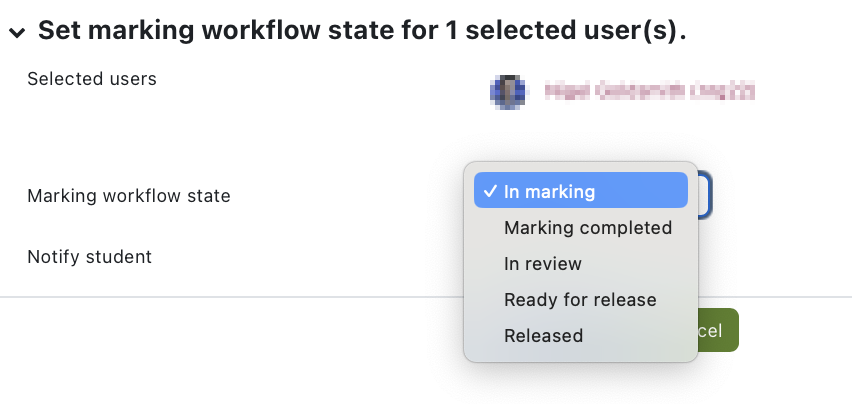 Set marking workflow state for 1 selected user(s).
Selected users
Marking workflow state
In marking
Marking completed
In review
Ready for release
Released
Notify student
cel